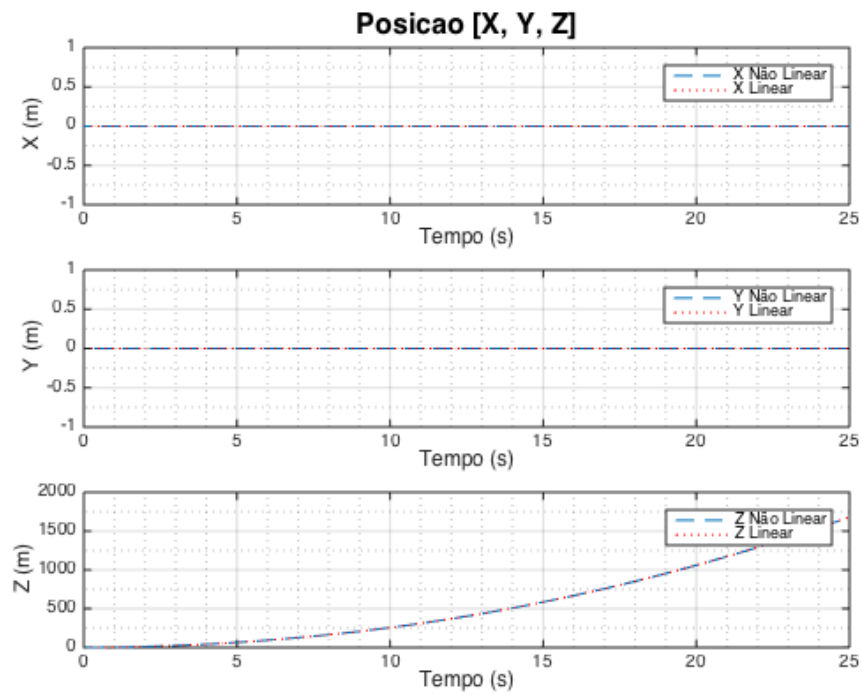 Posicao [X, Y, Z]
1
0.5
0
-0.5
-1
X (m)
X Não Linear
X Linear
0 5 10 15 20 25
Tempo (s)
1
0.5
0
-0.5
-1
Y (m)
Y Não Linear
Y Linear
0 5 10 15 20 25
Tempo (s)
2000
1500
1000
500
0
Z (m)
Z Não Linear
Z Linear
0 5 10 15 20 25
Tempo (s)